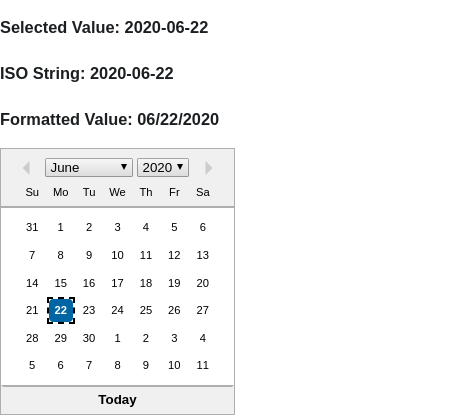 Selected Value: 2020-06-22
ISO String: 2020-06-22
Formatted Value: 06/22/2020
June 2020
Su Mo Tu We Th Fr Sa
31 1 2 3 4 5 6
7 8 9 10 11 12 13
14 15 16 17 18 19 20
21 22 23 24 25 26 27
28 29 30 1 2 3 4
5 6 7 8 9 10 11
Today